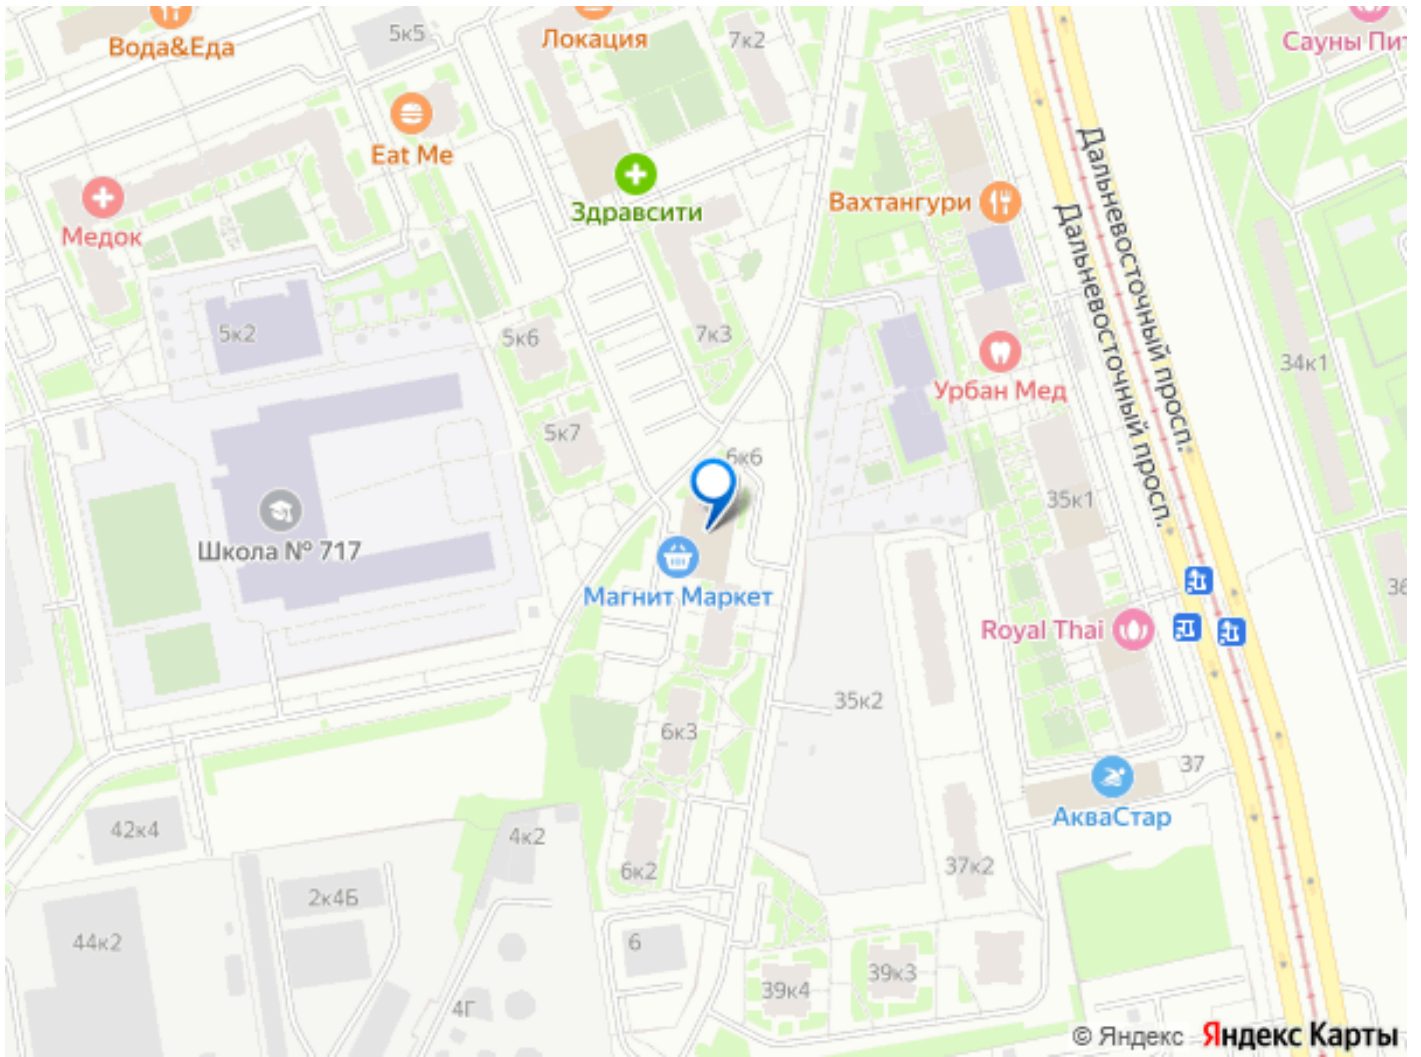 Вода&Еда
5к5
Локация
7к2
Сауны Пит
Eat Me
Медок
Здравсити
Вахтангури
Дальневосточный просп.
Дальневосточный просп.
5к2
5к6
7к3
Урбан Мед
34к1
5к7
6к6
35к1
Школа № 717
Магнит Маркет
36
Royal Thai
35к2
6к3
37
АкваСтар
42к4
4к2
6к2
37к2
2к4Б
44к2
6
39к4
39к3
4Г
© Яндекс Яндекс Карты